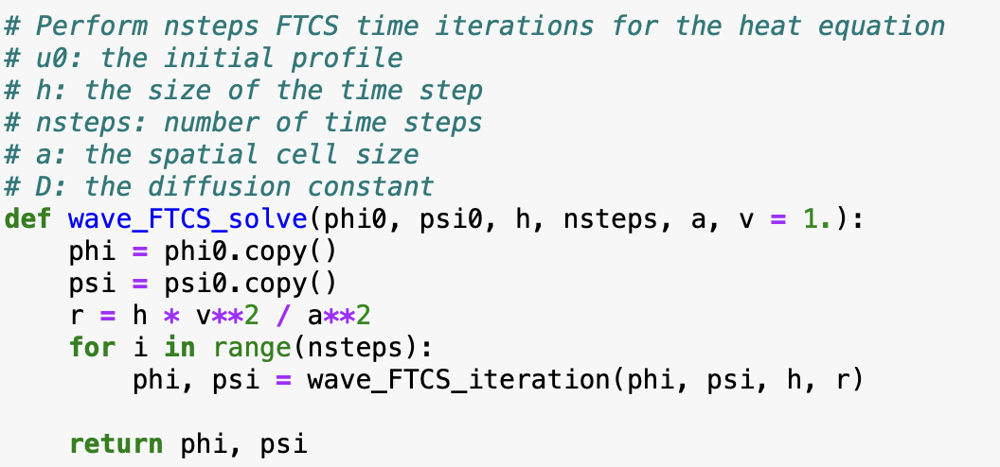 # Perform nsteps FTCS time iterations for the heat equation
# u0: the initial profile
# h: the size of the time step
# nsteps: number of time steps
# a: the spatial cell size
# D: the diffusion constant
def wave_FTCS_solve(phi0, psi0, h, nsteps, a, v = 1.):
    phi = phi0.copy()
    psi = psi0.copy()
    r = h * v**2 / a**2
    for i in range(nsteps):
        phi, psi = wave_FTCS_iteration(phi, psi, h, r)

    return phi, psi